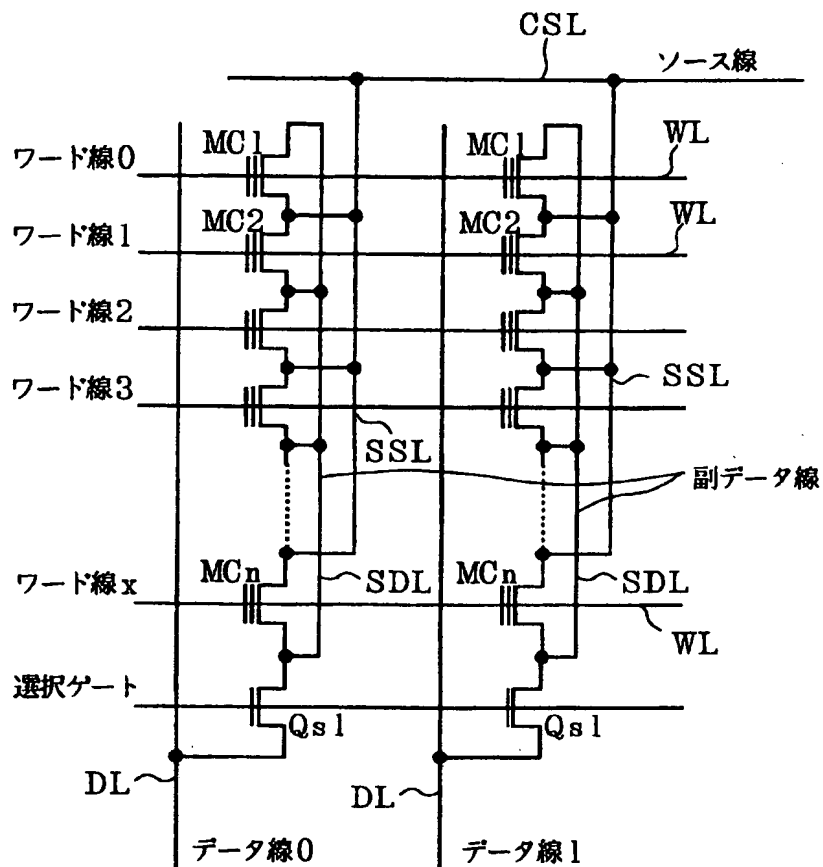 CSL
ソース線
ワード線0
MC1
MC1
WL
ワード線1
MC2
MC2
WL
ワード線2
ワード線3
SSL
SSL
副データ線
ワード線x
MCn
SDL
MCn
SDL
WL
選択ゲート
Qs1
Qs1
DL
DL
データ線0
データ線1